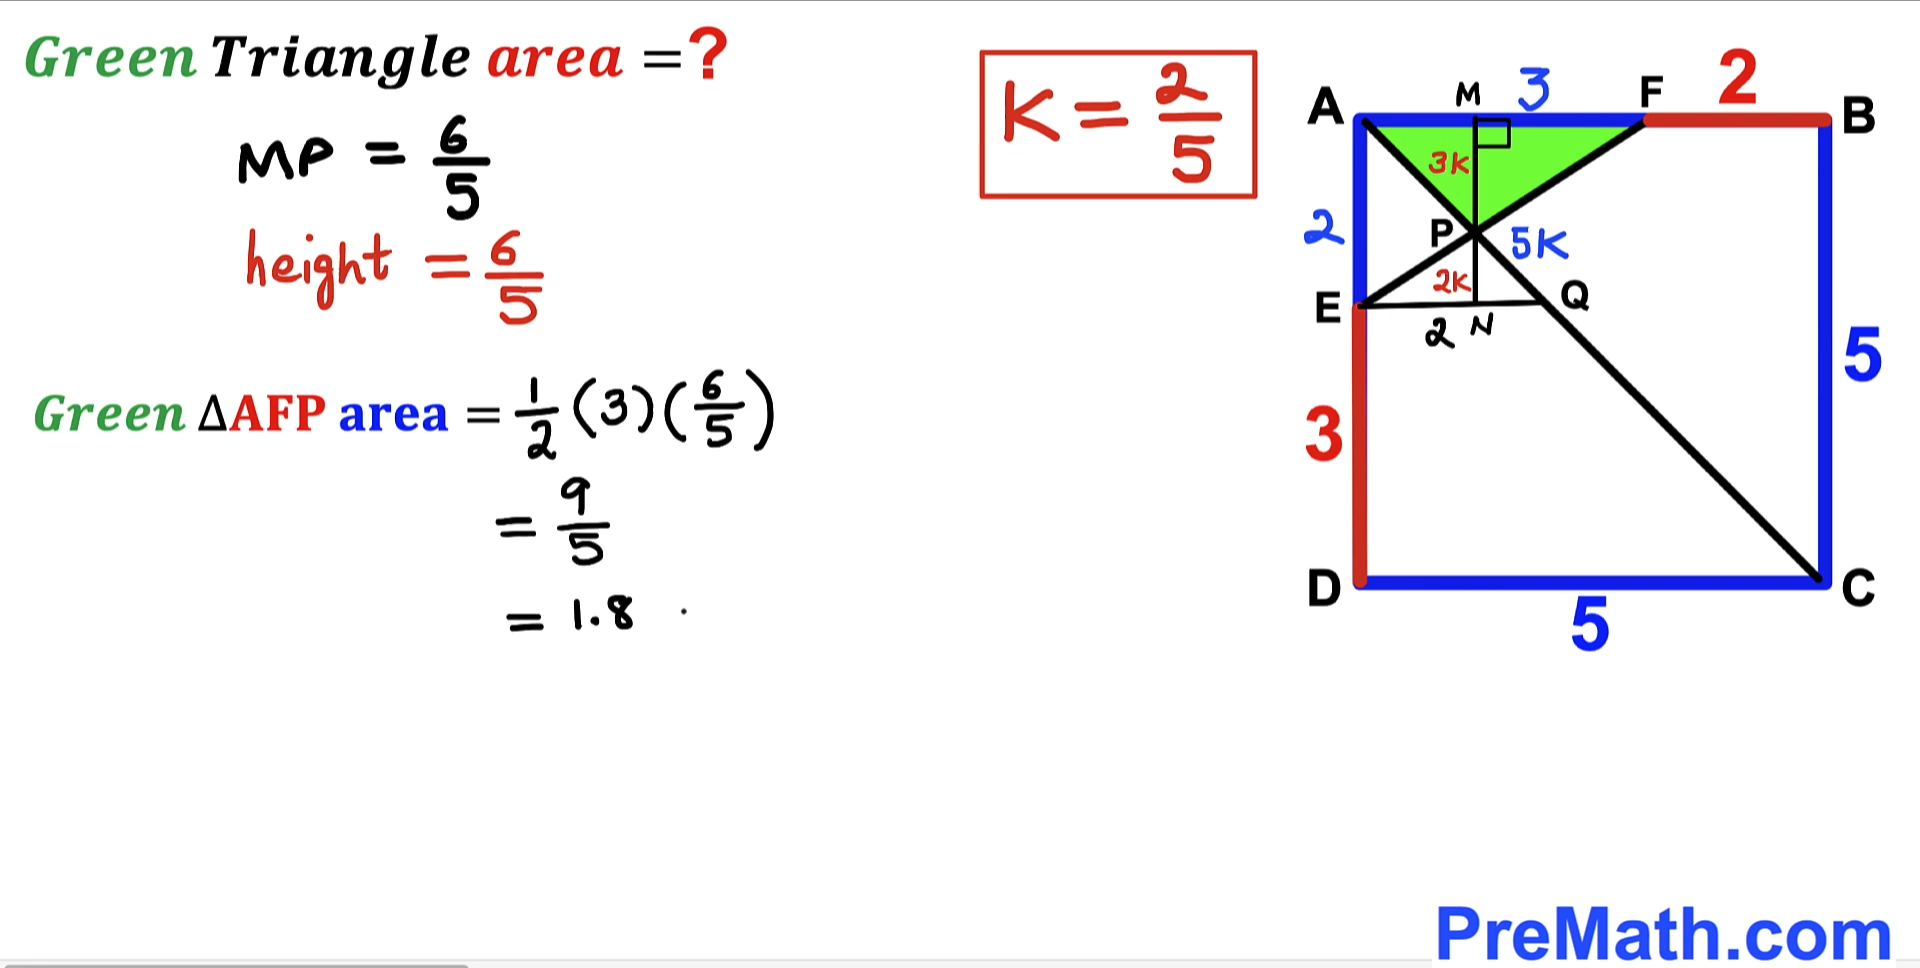 Green Triangle area = ?
MP = 6/5
height = 6/5
Green ΔAFP area = 1/2 (3)(6/5)
= 9/5
= 1.8
K = 2/5
A M 3 F 2 B
3K
2 P 5K
2K
E Q
2 N
3 5
D C
5
PreMath.com